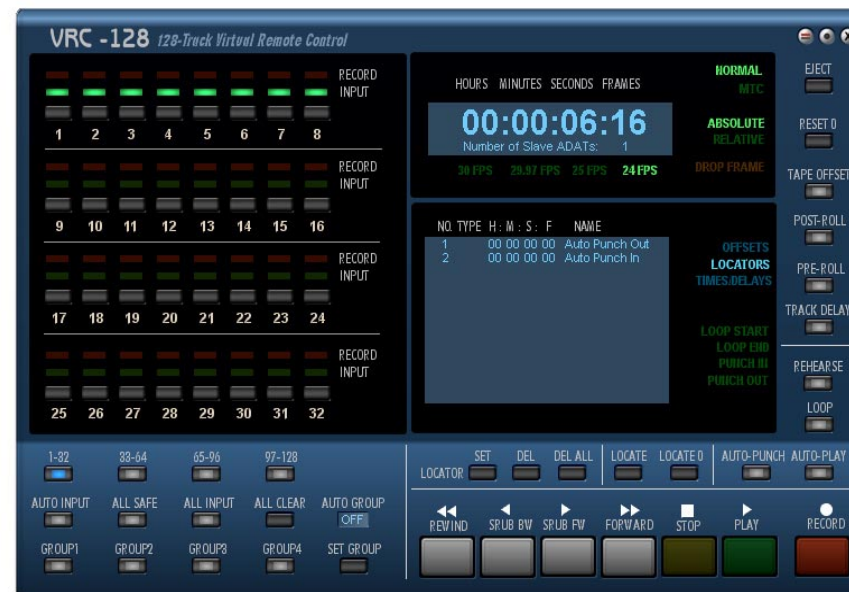 VRC -128 128-Track Virtual Remote Control
RECORD
INPUT
1 2 3 4 5 6 7 8
RECORD
INPUT
9 10 11 12 13 14 15 16
RECORD
INPUT
17 18 19 20 21 22 23 24
RECORD
INPUT
25 26 27 28 29 30 31 32
HOURS MINUTES SECONDS FRAMES
00:00:06:16
Number of Slave ADATs: 1
30 FPS 29.97 FPS 25 FPS 24 FPS
NORMAL
MTC
ABSOLUTE
RELATIVE
DROP FRAME
NO. TYPE H : M : S : F NAME
1 00 00 00 00 Auto Punch Out
2 00 00 00 00 Auto Punch In
OFFSETS
LOCATORS
TIMES/DELAYS
LOOP START
LOOP END
PUNCH IN
PUNCH OUT
EJECT
RESET 0
TAPE OFFSET
POST-ROLL
PRE-ROLL
TRACK DELAY
REHEARSE
LOOP
1-32 33-64 65-96 97-128
AUTO INPUT ALL SAFE ALL INPUT ALL CLEAR AUTO GROUP
OFF
GROUP1 GROUP2 GROUP3 GROUP4 SET GROUP
LOCATOR SET DEL DEL ALL LOCATE LOCATE 0 AUTO-PUNCH AUTO-PLAY
REWIND SRUB BW SRUB FW FORWARD STOP PLAY RECORD